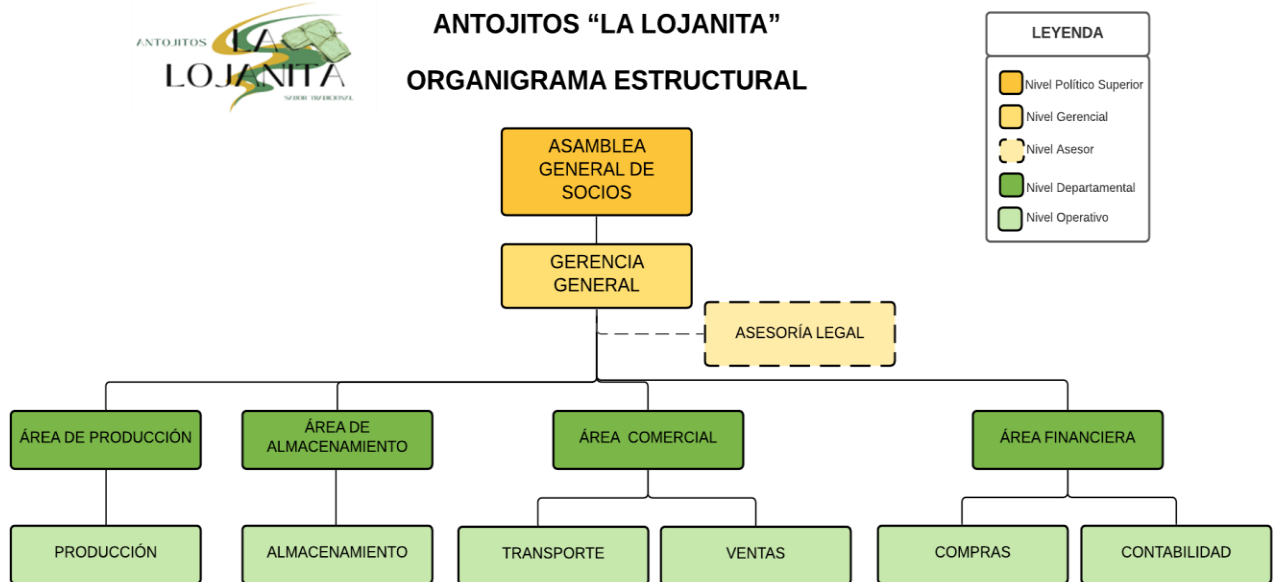 ANTOJITOS
LA
LOJANITA
SABOR TRADICIONAL
ANTOJITOS “LA LOJANITA”
ORGANIGRAMA ESTRUCTURAL
LEYENDA
Nivel Político Superior
Nivel Gerencial
Nivel Asesor
Nivel Departamental
Nivel Operativo
ASAMBLEA
GENERAL DE
SOCIOS
GERENCIA
GENERAL
ASESORÍA LEGAL
ÁREA DE PRODUCCIÓN
ÁREA DE
ALMACENAMIENTO
ÁREA COMERCIAL
ÁREA FINANCIERA
PRODUCCIÓN
ALMACENAMIENTO
TRANSPORTE
VENTAS
COMPRAS
CONTABILIDAD